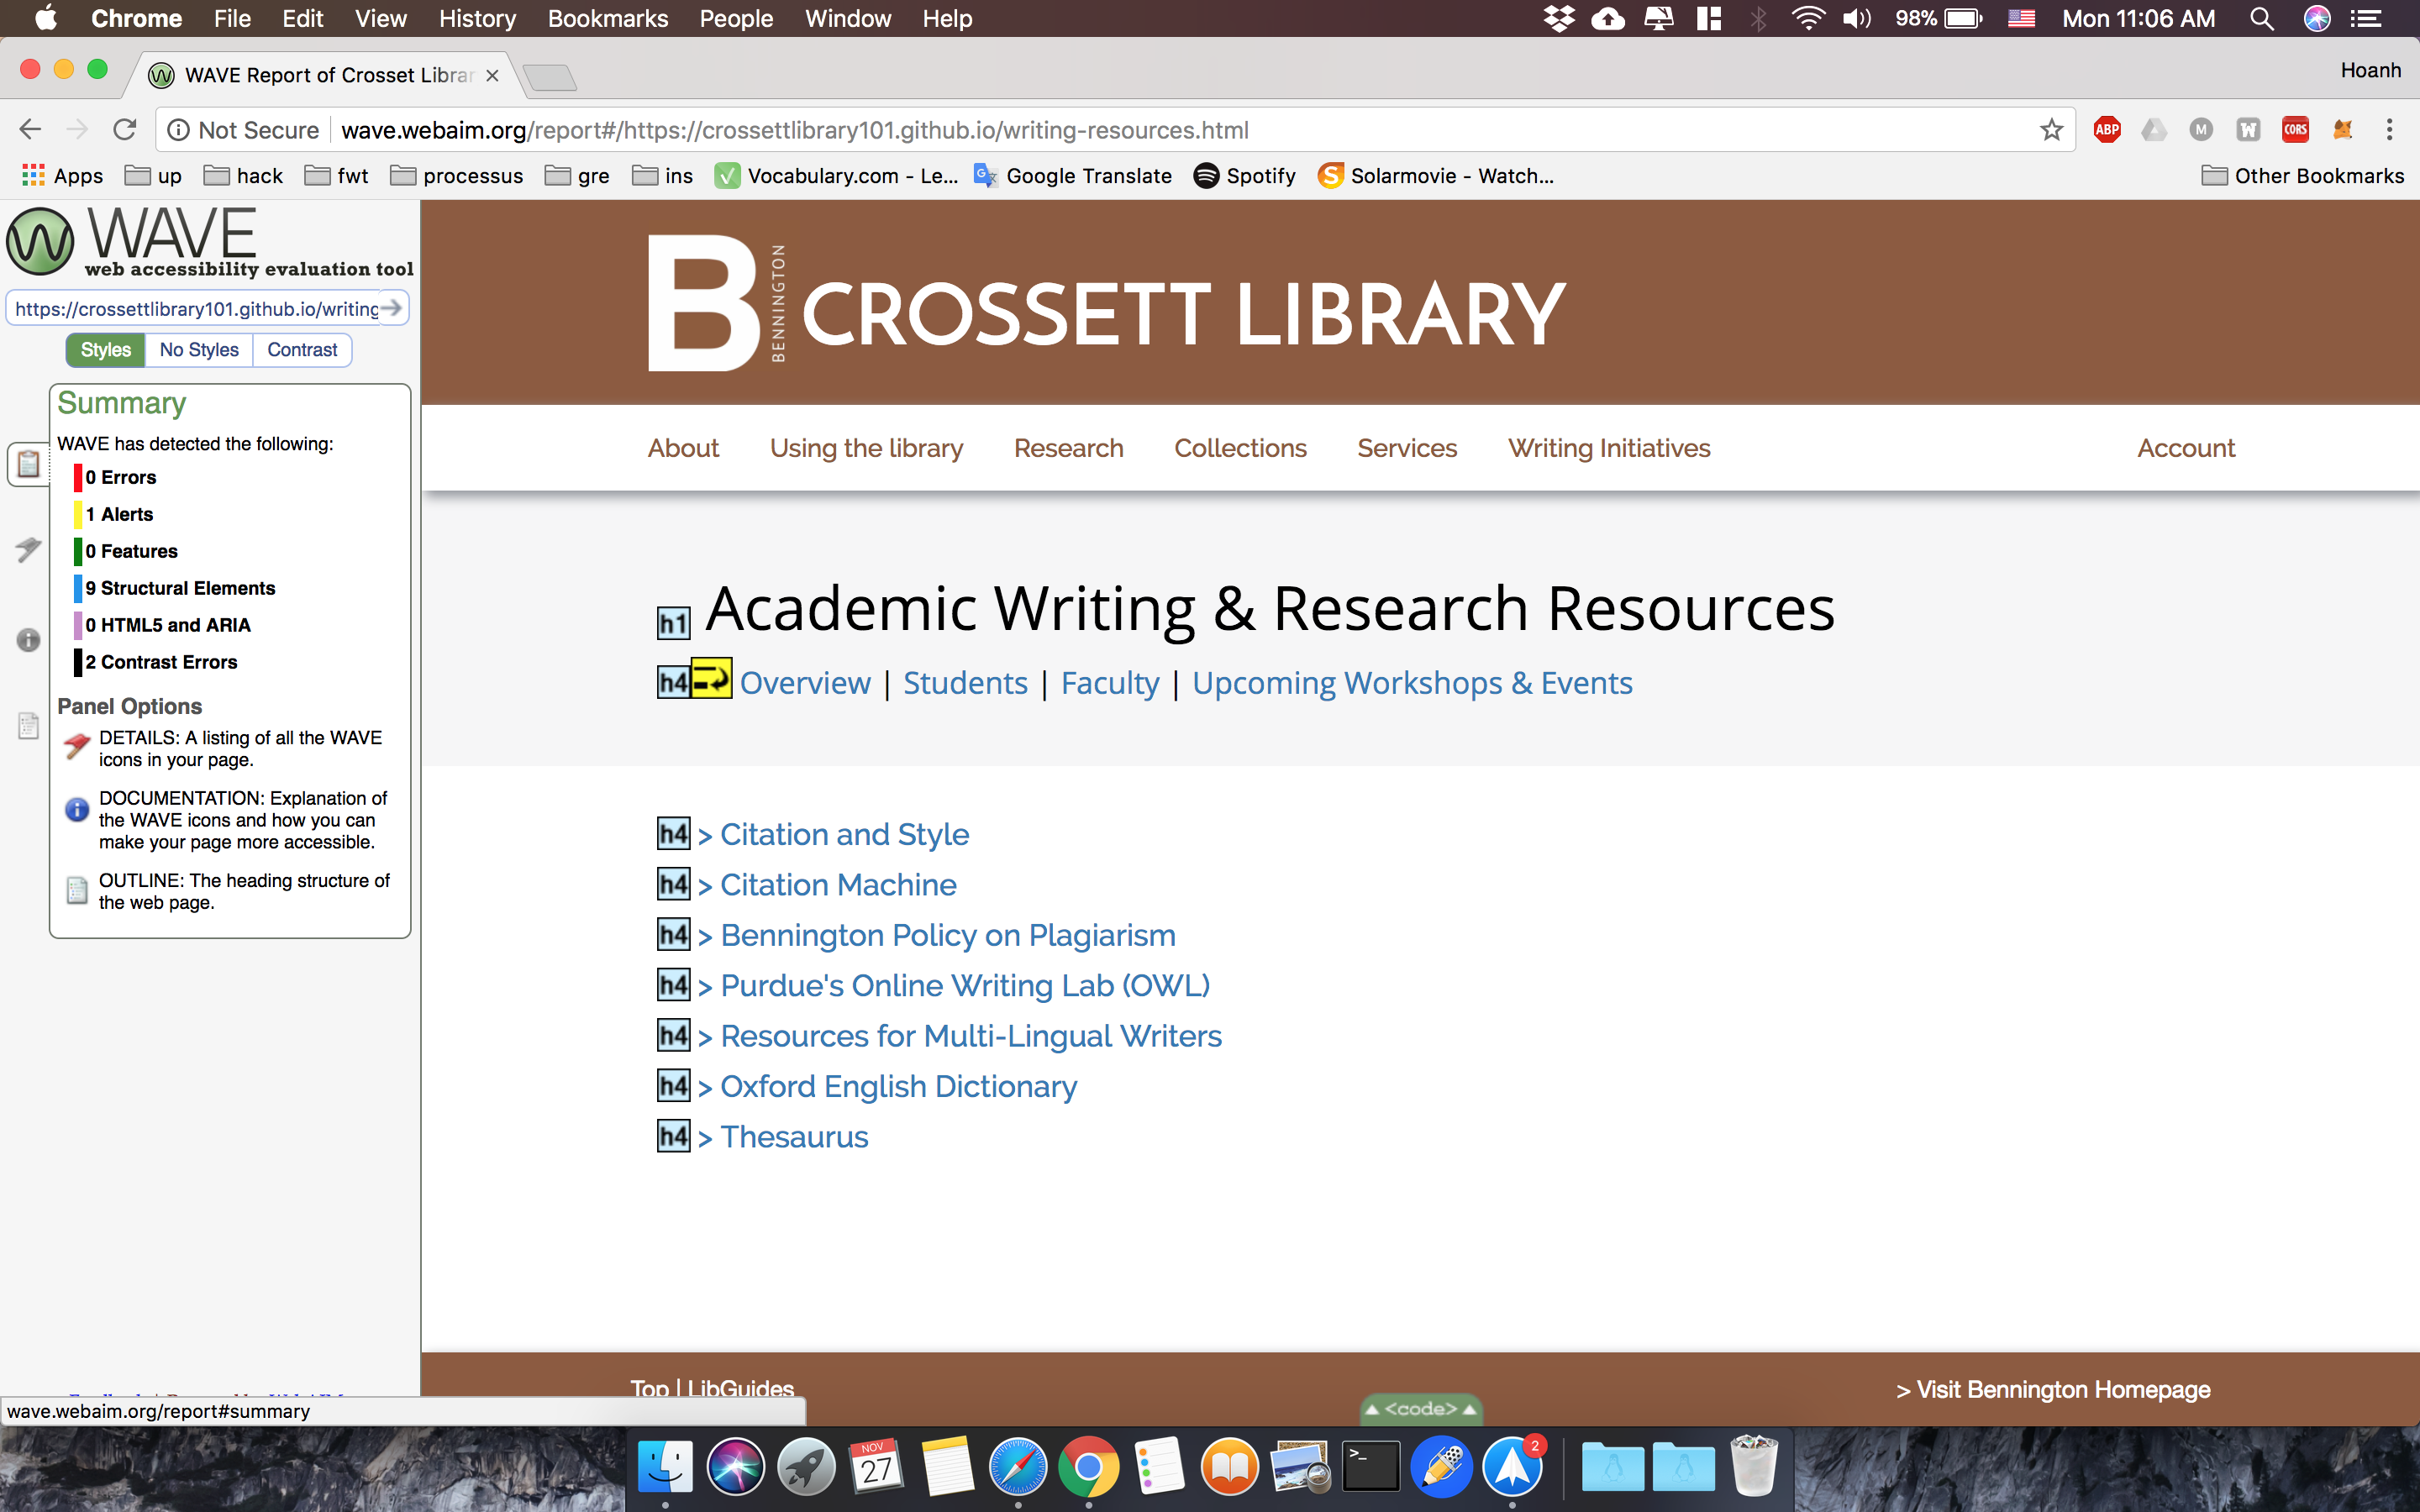 Chrome File Edit View History Bookmarks People Window Help 98% Mon 11:06 AM
WAVE Report of Crosset Librar Hoanh
Not Secure wave.webaim.org/report#/https://crossettlibrary101.github.io/writing-resources.html ABP M W CORS
Apps up hack fwt processus gre ins Vocabulary.com - Le... Google Translate Spotify Solarmovie - Watch... Other Bookmarks
WAVE
web accessibility evaluation tool
https://crossettlibrary101.github.io/writing
Styles No Styles Contrast
Summary
WAVE has detected the following:
0 Errors
1 Alerts
0 Features
9 Structural Elements
0 HTML5 and ARIA
2 Contrast Errors
Panel Options
DETAILS: A listing of all the WAVE
icons in your page.
DOCUMENTATION: Explanation of
the WAVE icons and how you can
make your page more accessible.
OUTLINE: The heading structure of
the web page.
wave.webaim.org/report#summary
B BENNINGTON CROSSETT LIBRARY
About Using the library Research Collections Services Writing Initiatives Account
h1 Academic Writing & Research Resources
h4 Overview | Students | Faculty | Upcoming Workshops & Events
h4 > Citation and Style
h4 > Citation Machine
h4 > Bennington Policy on Plagiarism
h4 > Purdue's Online Writing Lab (OWL)
h4 > Resources for Multi-Lingual Writers
h4 > Oxford English Dictionary
h4 > Thesaurus
Top | LibGuides > Visit Bennington Homepage
<code>
NOV
27
2